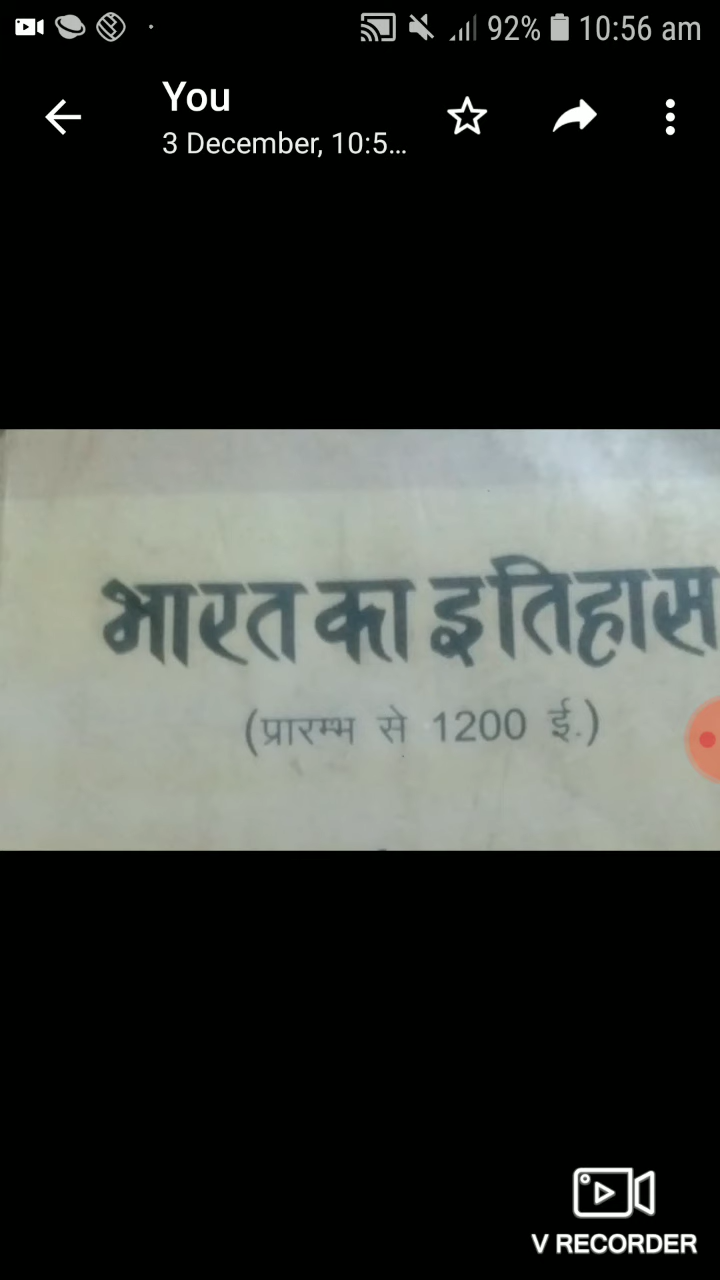 92% 10:56 am
You
3 December, 10:5...
भारत का इतिहास
(प्रारम्भ से 1200 ई.)
V RECORDER